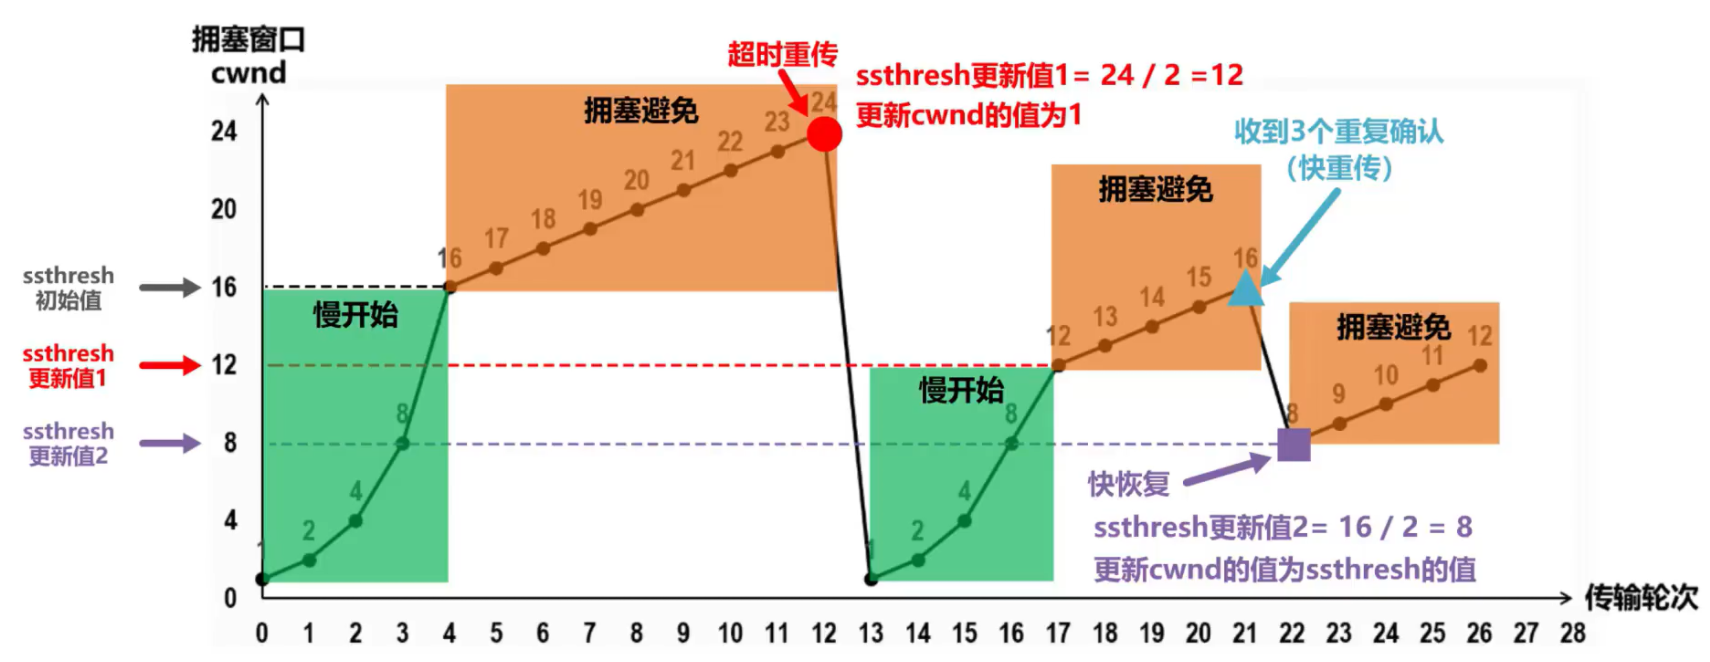 拥塞窗口
cwnd
超时重传
ssthresh更新值1= 24 / 2 =12
更新cwnd的值为1
收到3个重复确认
（快重传）
拥塞避免
拥塞避免
拥塞避免
慢开始
慢开始
ssthresh
初始值
ssthresh
更新值1
ssthresh
更新值2
24
20
16
12
8
4
0
1
2
4
8
16
17
18
19
20
21
22
23
24
1
2
4
8
12
13
14
15
16
8
9
10
11
12
快恢复
ssthresh更新值2= 16 / 2 = 8
更新cwnd的值为ssthresh的值
传输轮次
0 1 2 3 4 5 6 7 8 9 10 11 12 13 14 15 16 17 18 19 20 21 22 23 24 25 26 27 28